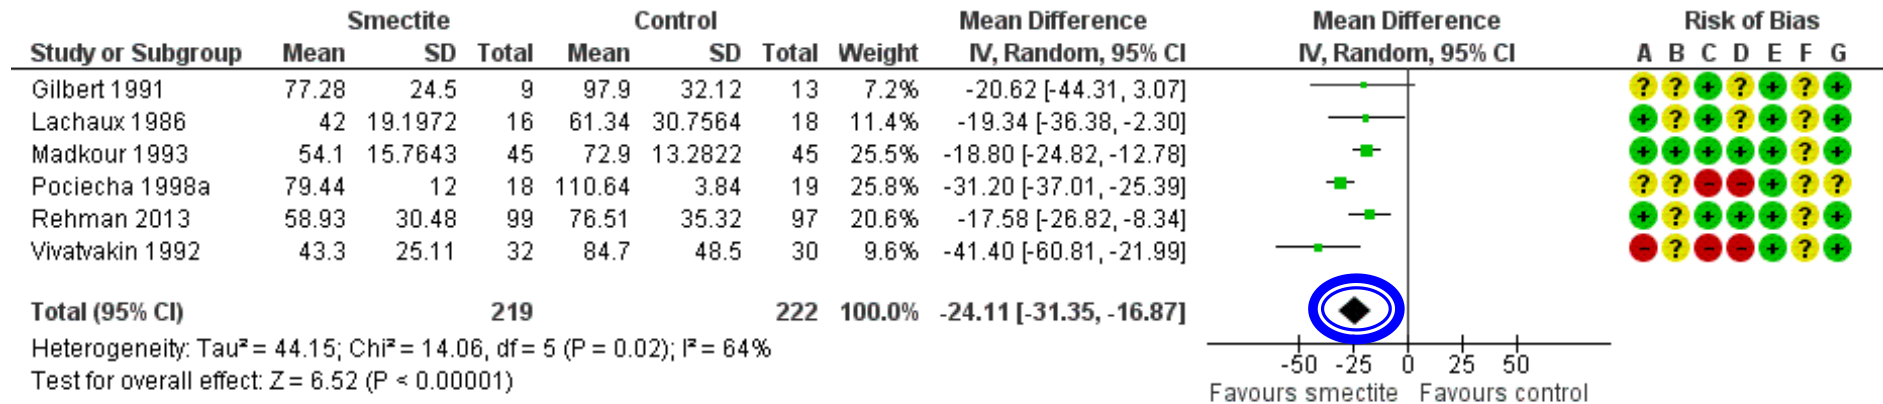 Smectite Control Mean Difference Mean Difference Risk of Bias
Study or Subgroup Mean SD Total Mean SD Total Weight IV, Random, 95% CI IV, Random, 95% CI A B C D E F G
Gilbert 1991 77.28 24.5 9 97.9 32.12 13 7.2% -20.62 [-44.31, 3.07] ? ? + ? + ? +
Lachaux 1986 42 19.1972 16 61.34 30.7564 18 11.4% -19.34 [-36.38, -2.30] + ? + ? + ? +
Madkour 1993 54.1 15.7643 45 72.9 13.2822 45 25.5% -18.80 [-24.82, -12.78] + + + + + ? +
Pociecha 1998a 79.44 12 18 110.64 3.84 19 25.8% -31.20 [-37.01, -25.39] ? ? - - + ? ?
Rehman 2013 58.93 30.48 99 76.51 35.32 97 20.6% -17.58 [-26.82, -8.34] + ? + + + ? +
Vivatvakin 1992 43.3 25.11 32 84.7 48.5 30 9.6% -41.40 [-60.81, -21.99] - ? - - + ? +
Total (95% CI) 219 222 100.0% -24.11 [-31.35, -16.87]
Heterogeneity: Tau² = 44.15; Chi² = 14.06, df = 5 (P = 0.02); I² = 64%
Test for overall effect: Z = 6.52 (P < 0.00001)
-50 -25 0 25 50
Favours smectite Favours control